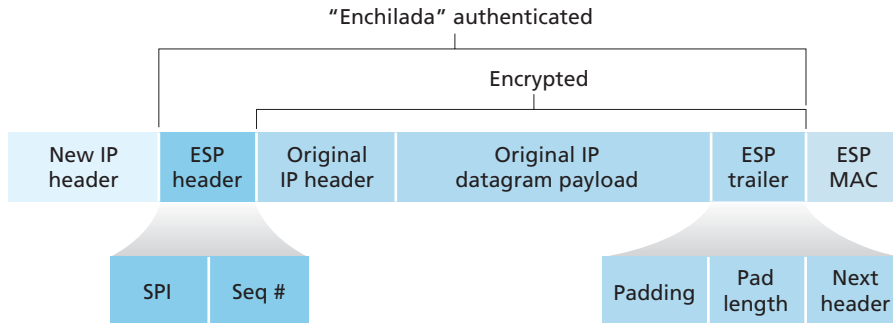 “Enchilada” authenticated
Encrypted
New IP
header
ESP
header
Original
IP header
Original IP
datagram payload
ESP
trailer
ESP
MAC
SPI
Seq #
Padding
Pad
length
Next
header